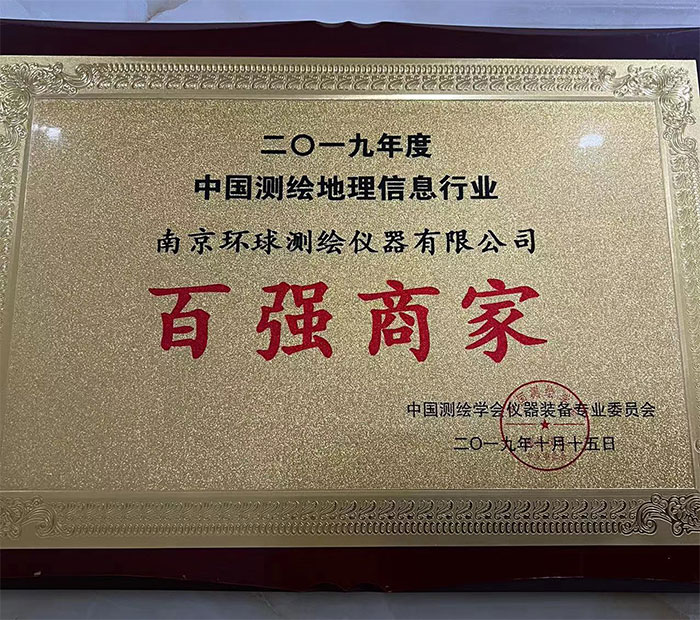 二〇一九年度
中国测绘地理信息行业
南京环球测绘仪器有限公司
百强商家
中国测绘学会仪器装备专业委员会
二〇一九年十月十五日